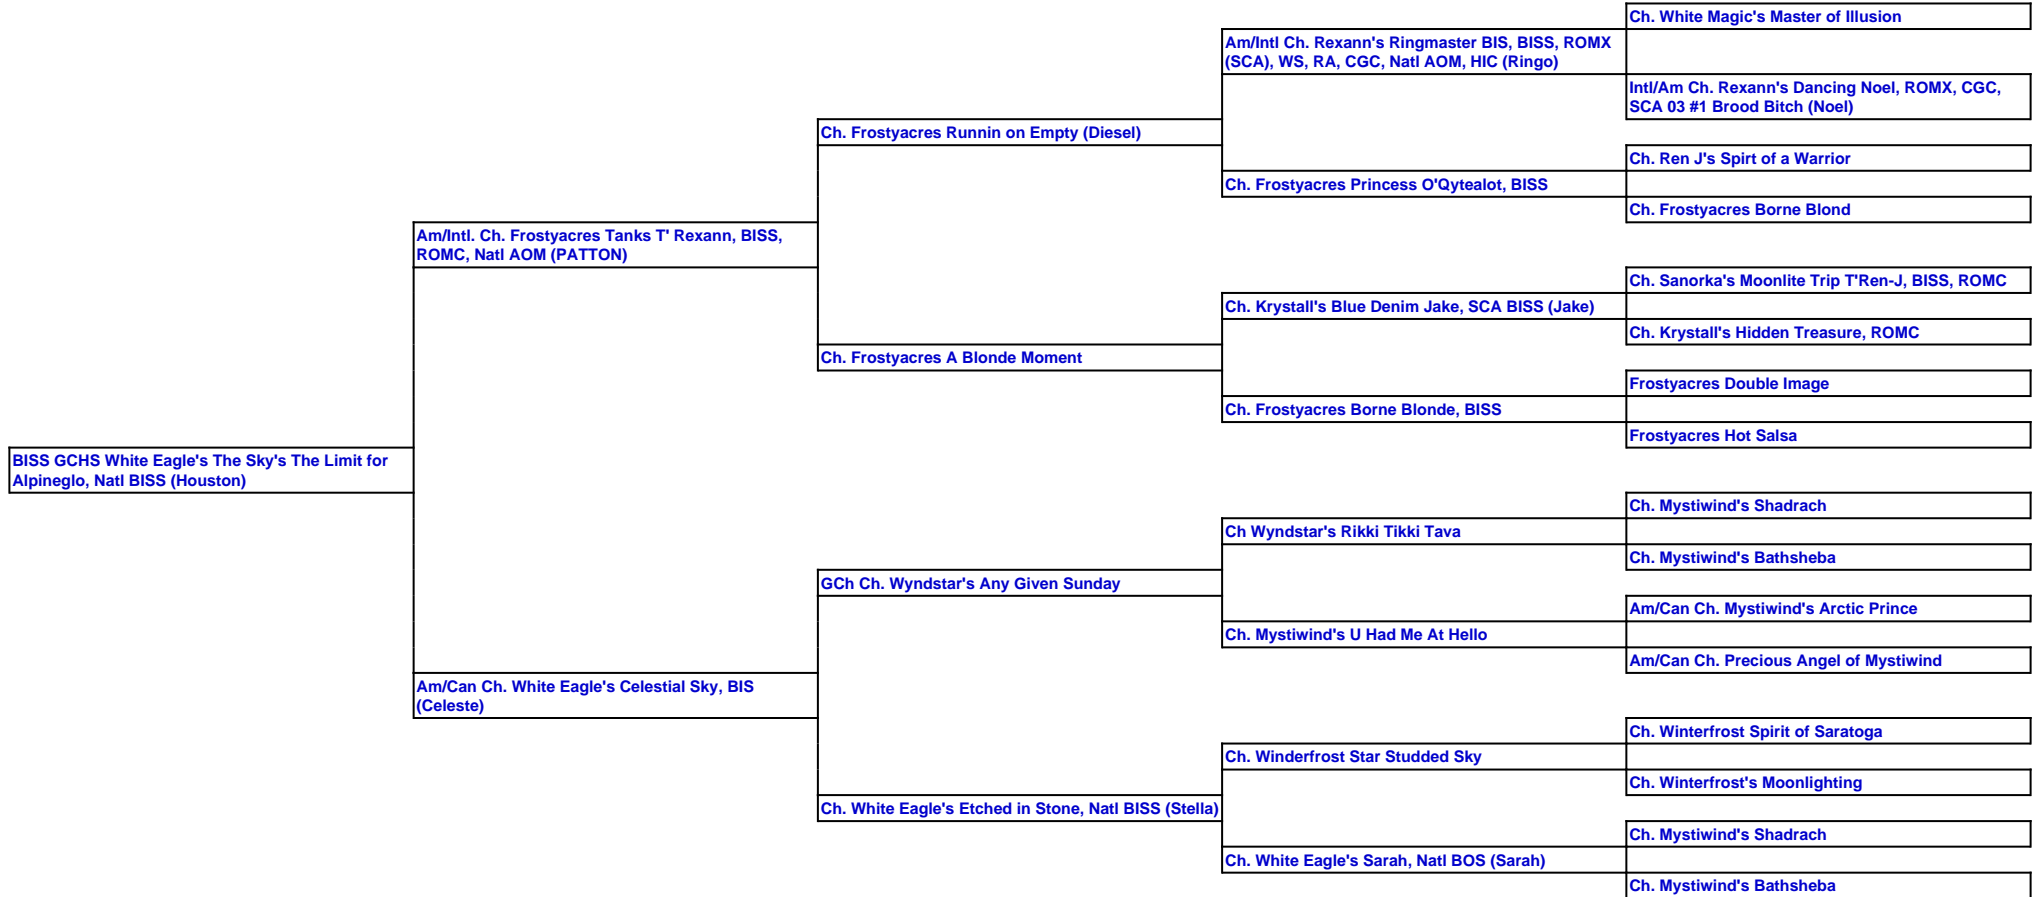 Ch. White Magic's Master of Illusion
Am/Intl Ch. Rexann's Ringmaster BIS, BISS, ROMX
(SCA), WS, RA, CGC, Natl AOM, HIC (Ringo)
Intl/Am Ch. Rexann's Dancing Noel, ROMX, CGC,
SCA 03 #1 Brood Bitch (Noel)
Ch. Frostyacres Runnin on Empty (Diesel)
Ch. Ren J's Spirt of a Warrior
Ch. Frostyacres Princess O'Qytealot, BISS
Ch. Frostyacres Borne Blond
Am/Intl. Ch. Frostyacres Tanks T' Rexann, BISS,
ROMC, Natl AOM (PATTON)
Ch. Sanorka's Moonlite Trip T'Ren-J, BISS, ROMC
Ch. Krystall's Blue Denim Jake, SCA BISS (Jake)
Ch. Krystall's Hidden Treasure, ROMC
Ch. Frostyacres A Blonde Moment
Frostyacres Double Image
Ch. Frostyacres Borne Blonde, BISS
Frostyacres Hot Salsa
BISS GCHS White Eagle's The Sky's The Limit for
Alpineglo, Natl BISS (Houston)
Ch. Mystiwind's Shadrach
Ch Wyndstar's Rikki Tikki Tava
Ch. Mystiwind's Bathsheba
GCh Ch. Wyndstar's Any Given Sunday
Am/Can Ch. Mystiwind's Arctic Prince
Ch. Mystiwind's U Had Me At Hello
Am/Can Ch. Precious Angel of Mystiwind
Am/Can Ch. White Eagle's Celestial Sky, BIS
(Celeste)
Ch. Winterfrost Spirit of Saratoga
Ch. Winderfrost Star Studded Sky
Ch. Winterfrost's Moonlighting
Ch. White Eagle's Etched in Stone, Natl BISS (Stella)
Ch. Mystiwind's Shadrach
Ch. White Eagle's Sarah, Natl BOS (Sarah)
Ch. Mystiwind's Bathsheba